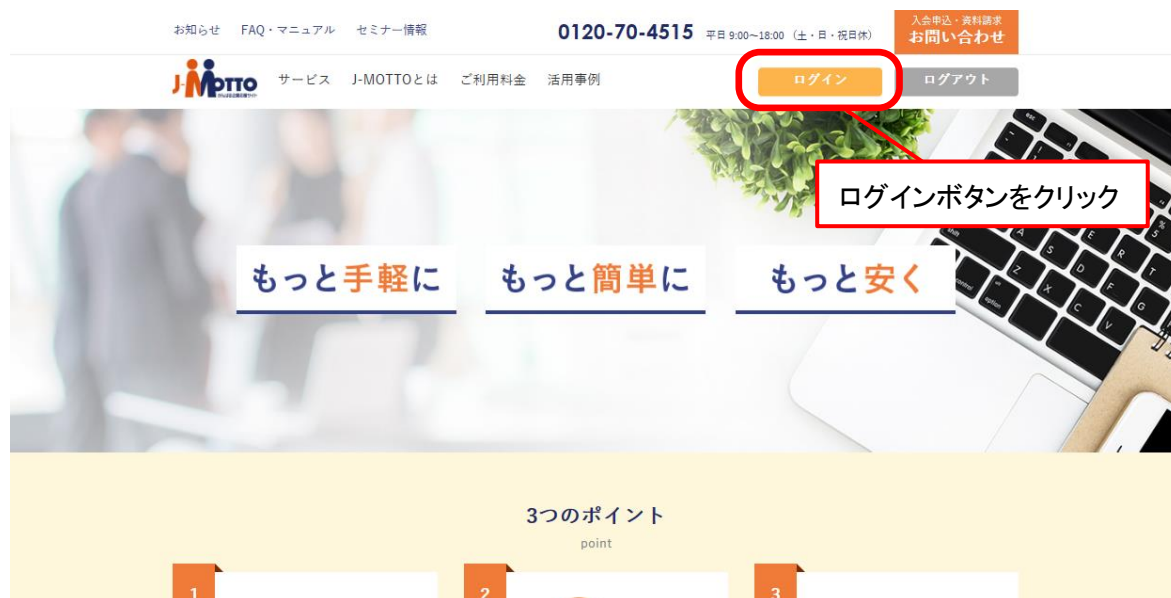 お知らせ FAQ・マニュアル セミナー情報
0120-70-4515 平日 9:00〜18:00 (土・日・祝日休)
入会申込・資料請求
お問い合わせ
J-MOTTO
サービス J-MOTTOとは ご利用料金 活用事例
ログイン ログアウト
ログインボタンをクリック
もっと手軽に もっと簡単に もっと安く
3つのポイント
point
1 2 3